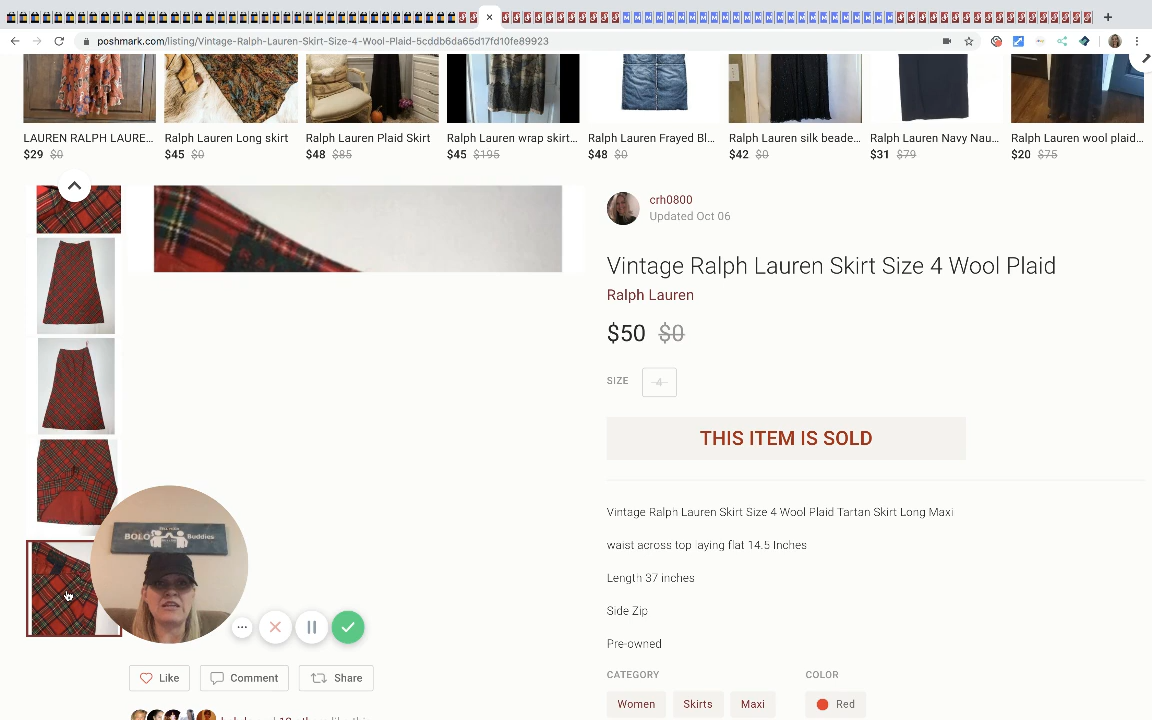 poshmark.com/listing/Vintage-Ralph-Lauren-Skirt-Size-4-Wool-Plaid-5cddb6da65d17fd10fe89923
LAUREN RALPH LAURE... Ralph Lauren Long skirt Ralph Lauren Plaid Skirt Ralph Lauren wrap skirt... Ralph Lauren Frayed Bl... Ralph Lauren silk beade... Ralph Lauren Navy Nau... Ralph Lauren wool plaid...
$29 $0 $45 $0 $48 $85 $45 $195 $48 $0 $42 $0 $31 $79 $20 $75
crh0800
Updated Oct 06
Vintage Ralph Lauren Skirt Size 4 Wool Plaid
Ralph Lauren
$50 $0
SIZE 4
THIS ITEM IS SOLD
Vintage Ralph Lauren Skirt Size 4 Wool Plaid Tartan Skirt Long Maxi
waist across top laying flat 14.5 Inches
Length 37 inches
Side Zip
Pre-owned
CATEGORY COLOR
Women Skirts Maxi Red
BOLO Buddies
Like Comment Share